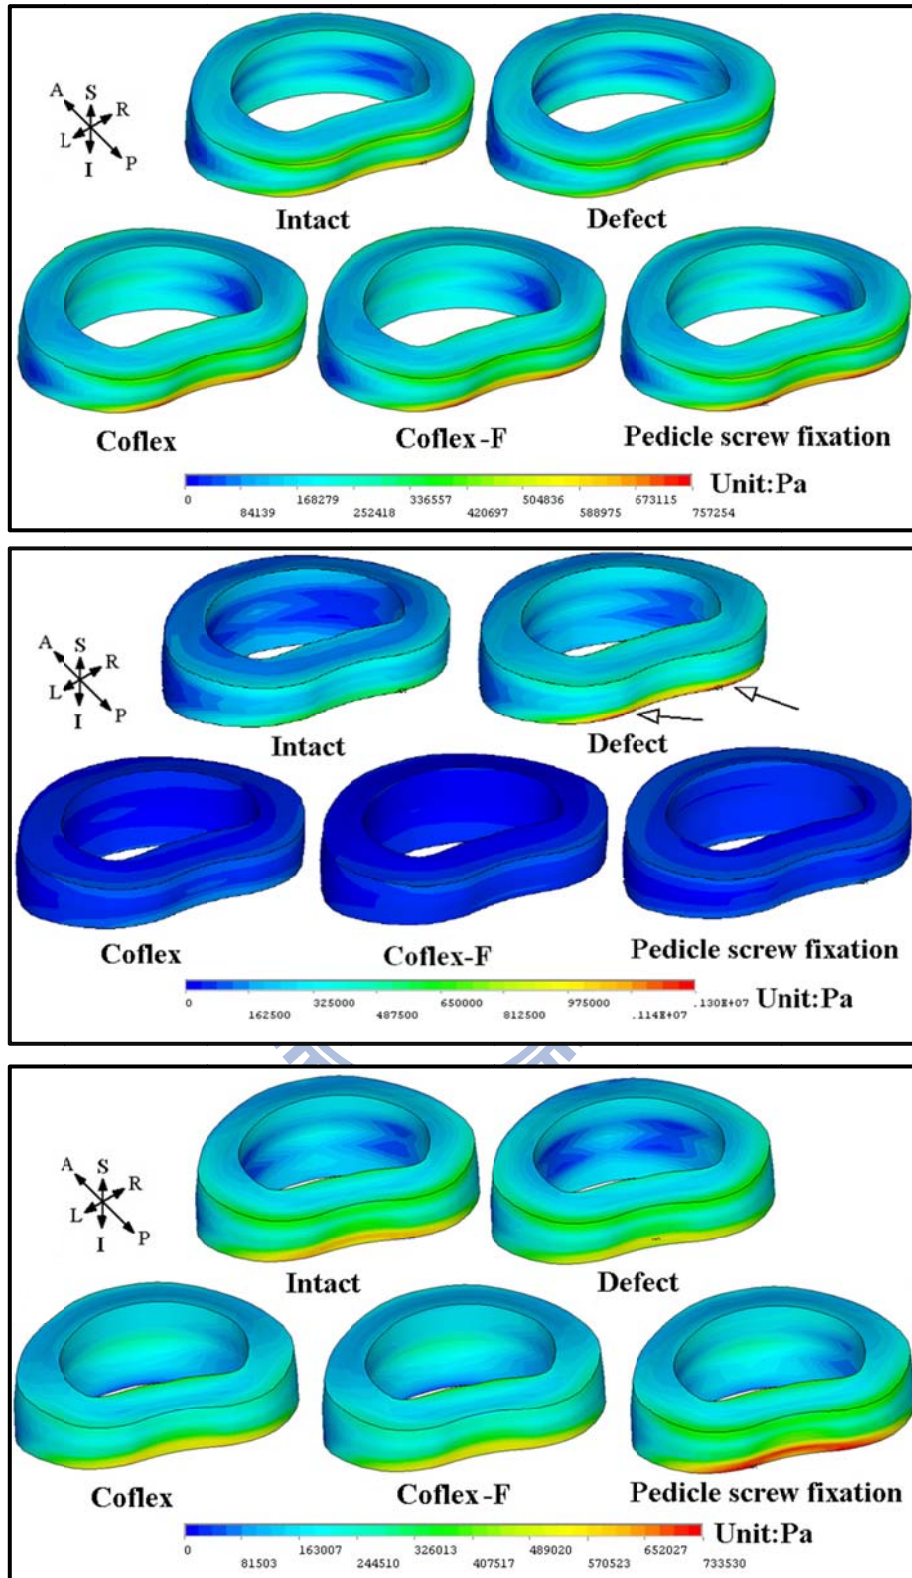 A S R
L I P
Intact Defect
Coflex Coflex-F Pedicle screw fixation
0 168279 336557 504836 673115 Unit:Pa
84139 252418 420697 588975 757254
A S R
L I P
Intact Defect
Coflex Coflex-F Pedicle screw fixation
0 325000 650000 975000 .130E+07 Unit:Pa
162500 487500 812500 .114E+07
A S R
L I P
Intact Defect
Coflex Coflex-F Pedicle screw fixation
0 163007 326013 489020 652027 Unit:Pa
81503 244510 407517 570523 733530